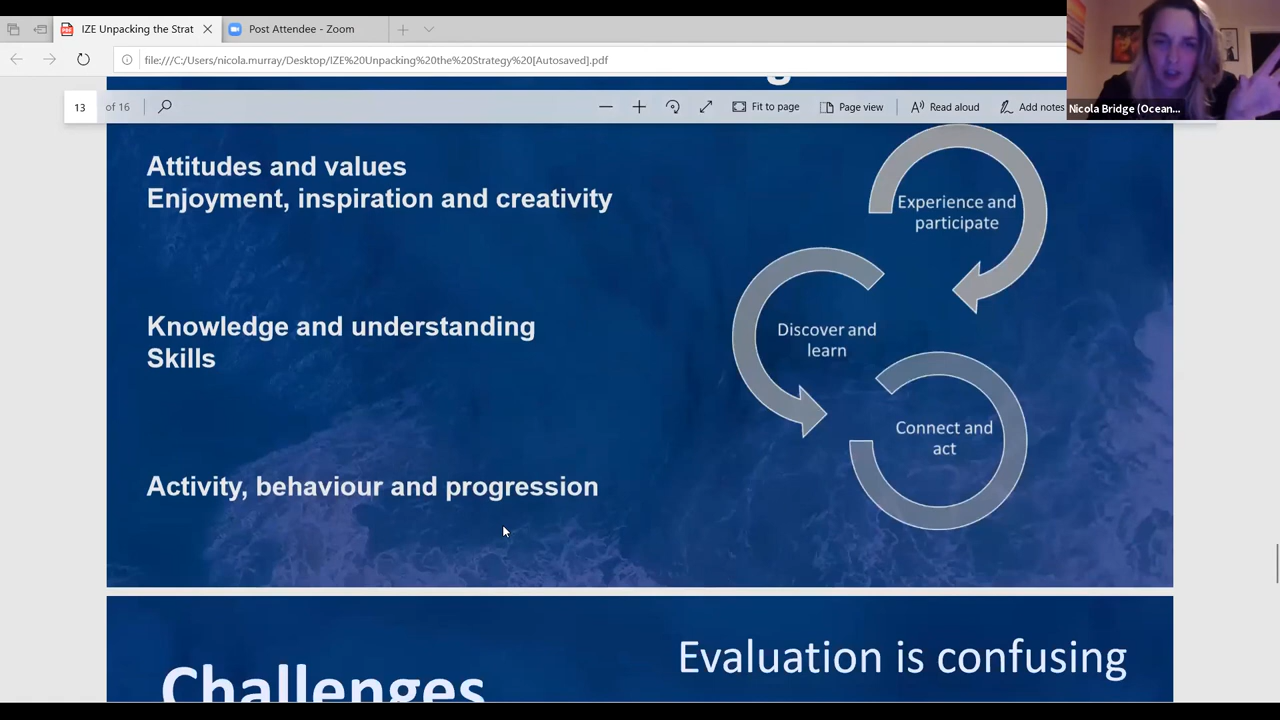 IZE Unpacking the Strat
Post Attendee - Zoom
file:///C:/Users/nicola.murray/Desktop/IZE%20Unpacking%20the%20Strategy%20[Autosaved].pdf
13 of 16
Fit to page
Page view
Read aloud
Add notes
Nicola Bridge (Ocean...
Attitudes and values
Enjoyment, inspiration and creativity
Knowledge and understanding
Skills
Activity, behaviour and progression
Experience and
participate
Discover and
learn
Connect and
act
Challenges
Evaluation is confusing